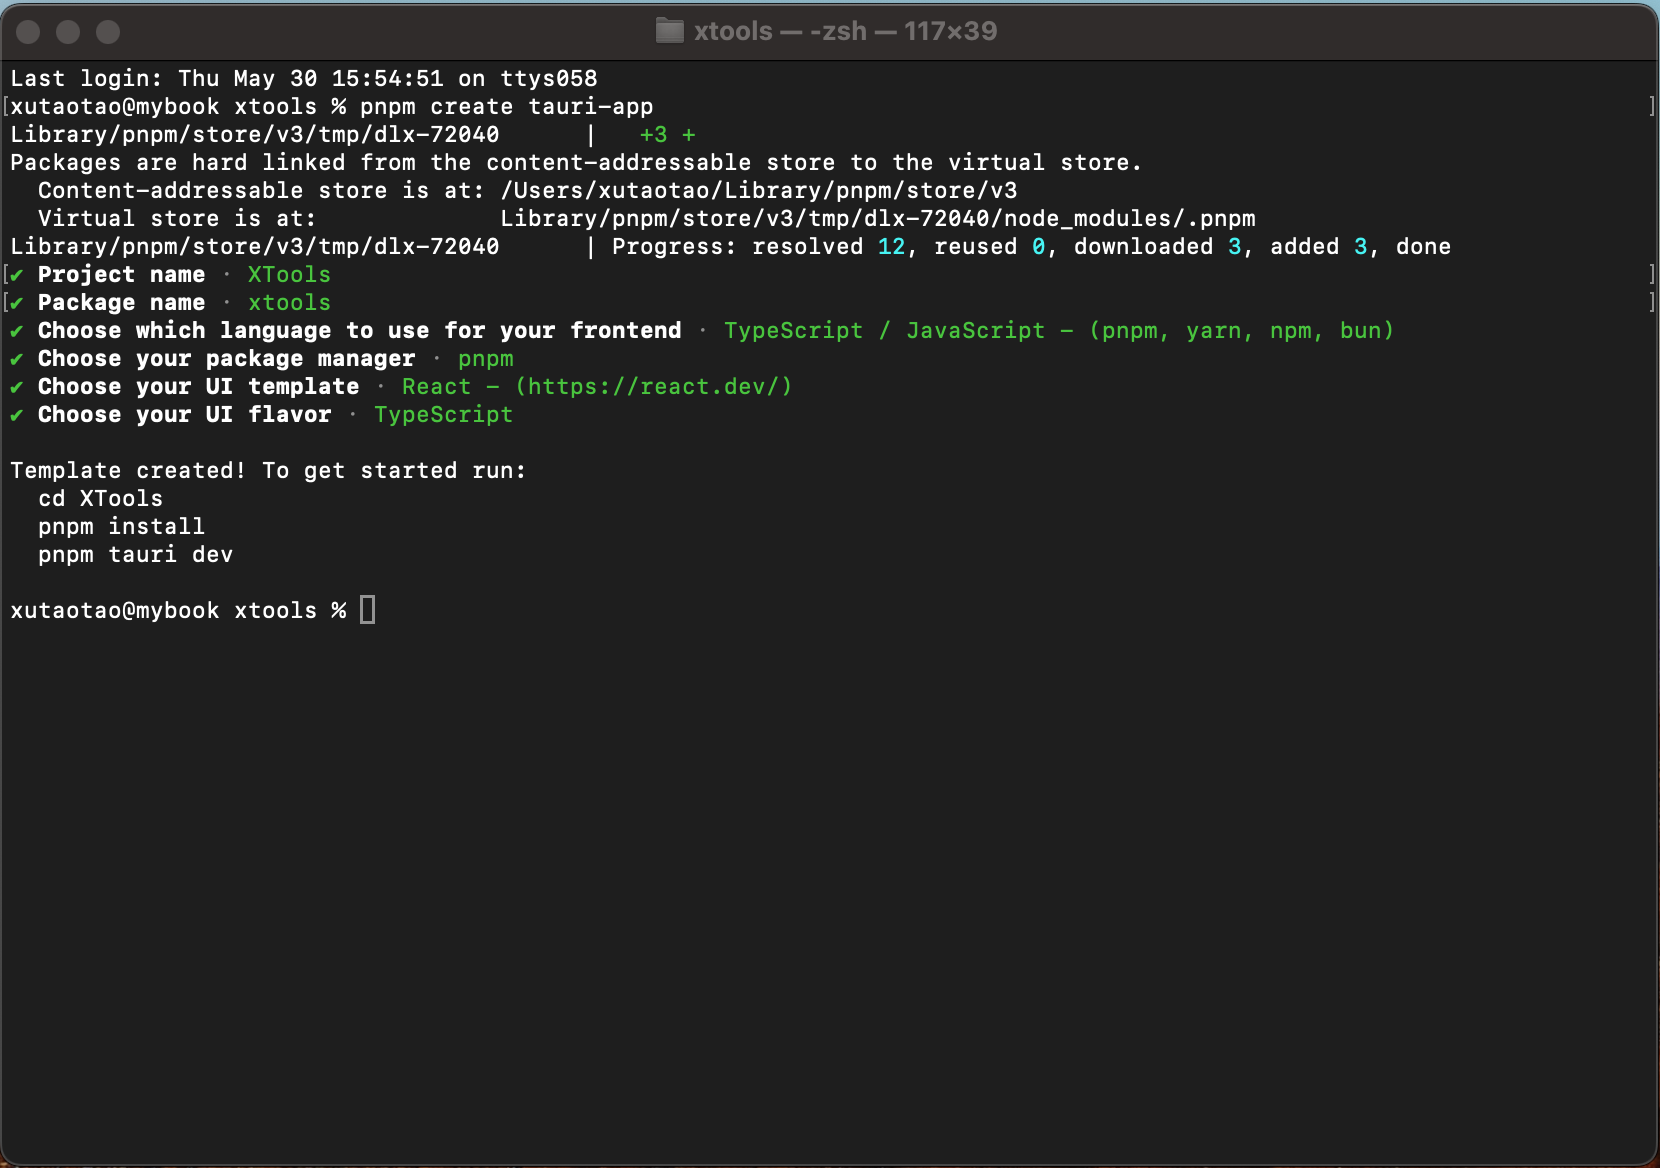 xtools — -zsh — 117×39
Last login: Thu May 30 15:54:51 on ttys058
[xutaotao@mybook xtools % pnpm create tauri-app ]
Library/pnpm/store/v3/tmp/dlx-72040 | +3 +
Packages are hard linked from the content-addressable store to the virtual store.
Content-addressable store is at: /Users/xutaotao/Library/pnpm/store/v3
Virtual store is at: Library/pnpm/store/v3/tmp/dlx-72040/node_modules/.pnpm
Library/pnpm/store/v3/tmp/dlx-72040 | Progress: resolved 12, reused 0, downloaded 3, added 3, done
[✔ Project name · XTools ]
[✔ Package name · xtools ]
✔ Choose which language to use for your frontend · TypeScript / JavaScript - (pnpm, yarn, npm, bun)
✔ Choose your package manager · pnpm
✔ Choose your UI template · React - (https://react.dev/)
✔ Choose your UI flavor · TypeScript
Template created! To get started run:
cd XTools
pnpm install
pnpm tauri dev
xutaotao@mybook xtools %